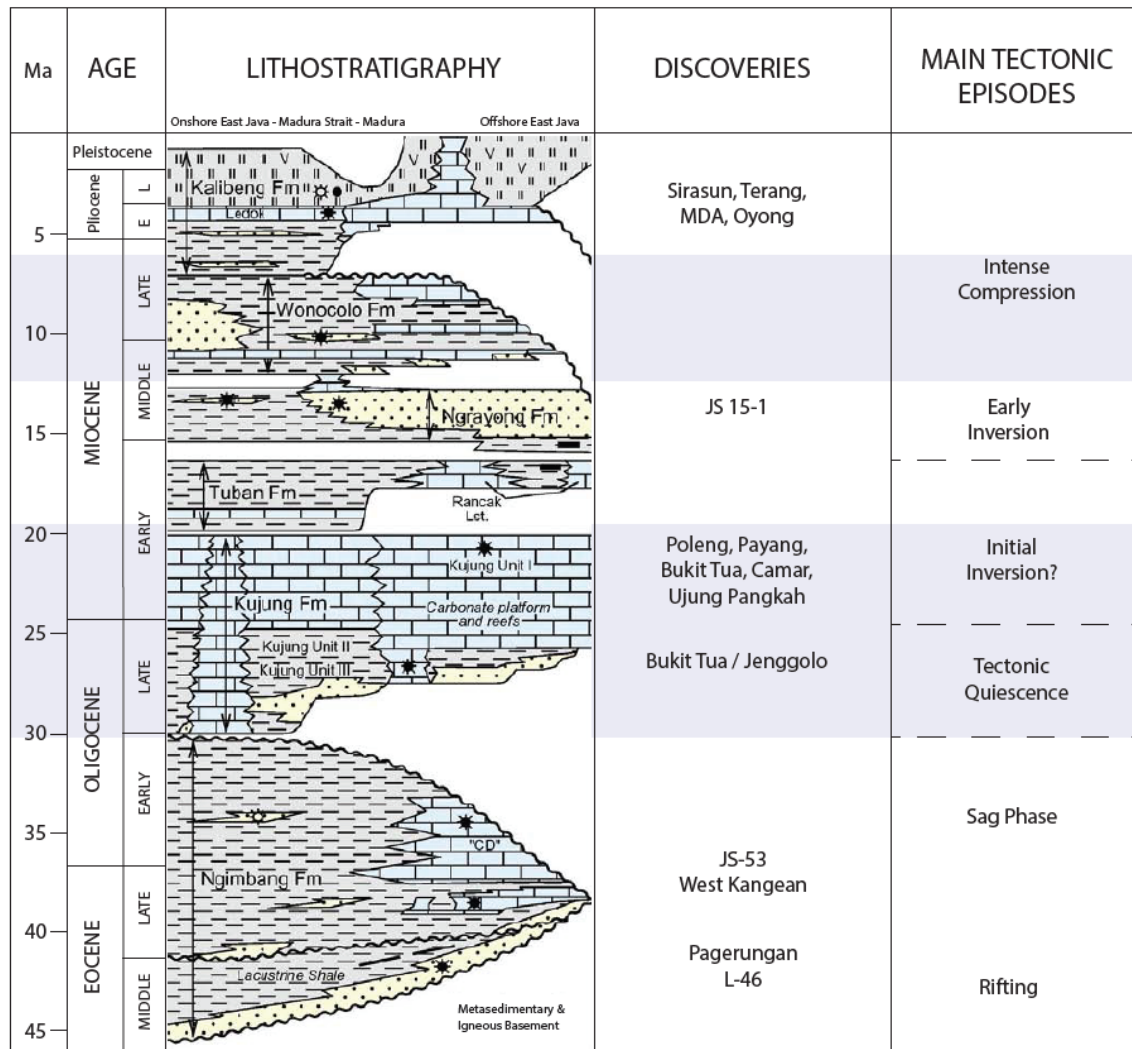 Ma
AGE
LITHOSTRATIGRAPHY
DISCOVERIES
MAIN TECTONIC
EPISODES
Onshore East Java - Madura Strait - Madura
Offshore East Java
Pleistocene
Pliocene
L
E
Kalibeng Fm
Ledok
Sirasun, Terang,
MDA, Oyong
5
MIOCENE
LATE
Wonocolo Fm
Intense
Compression
10
MIDDLE
Ngrayong Fm
JS 15-1
Early
Inversion
15
EARLY
Tuban Fm
Rancak
Lct.
20
Kujung Unit I
Kujung Fm
Carbonate platform
and reefs
Poleng, Payang,
Bukit Tua, Camar,
Ujung Pangkah
Initial
Inversion?
25
OLIGOCENE
LATE
Kujung Unit II
Kujung Unit III
Bukit Tua / Jenggolo
Tectonic
Quiescence
30
EARLY
"CD"
Sag Phase
35
EOCENE
LATE
Ngimbang Fm
JS-53
West Kangean
40
MIDDLE
Lacustrine Shale
Pagerungan
L-46
Rifting
Metasedimentary &
Igneous Basement
45